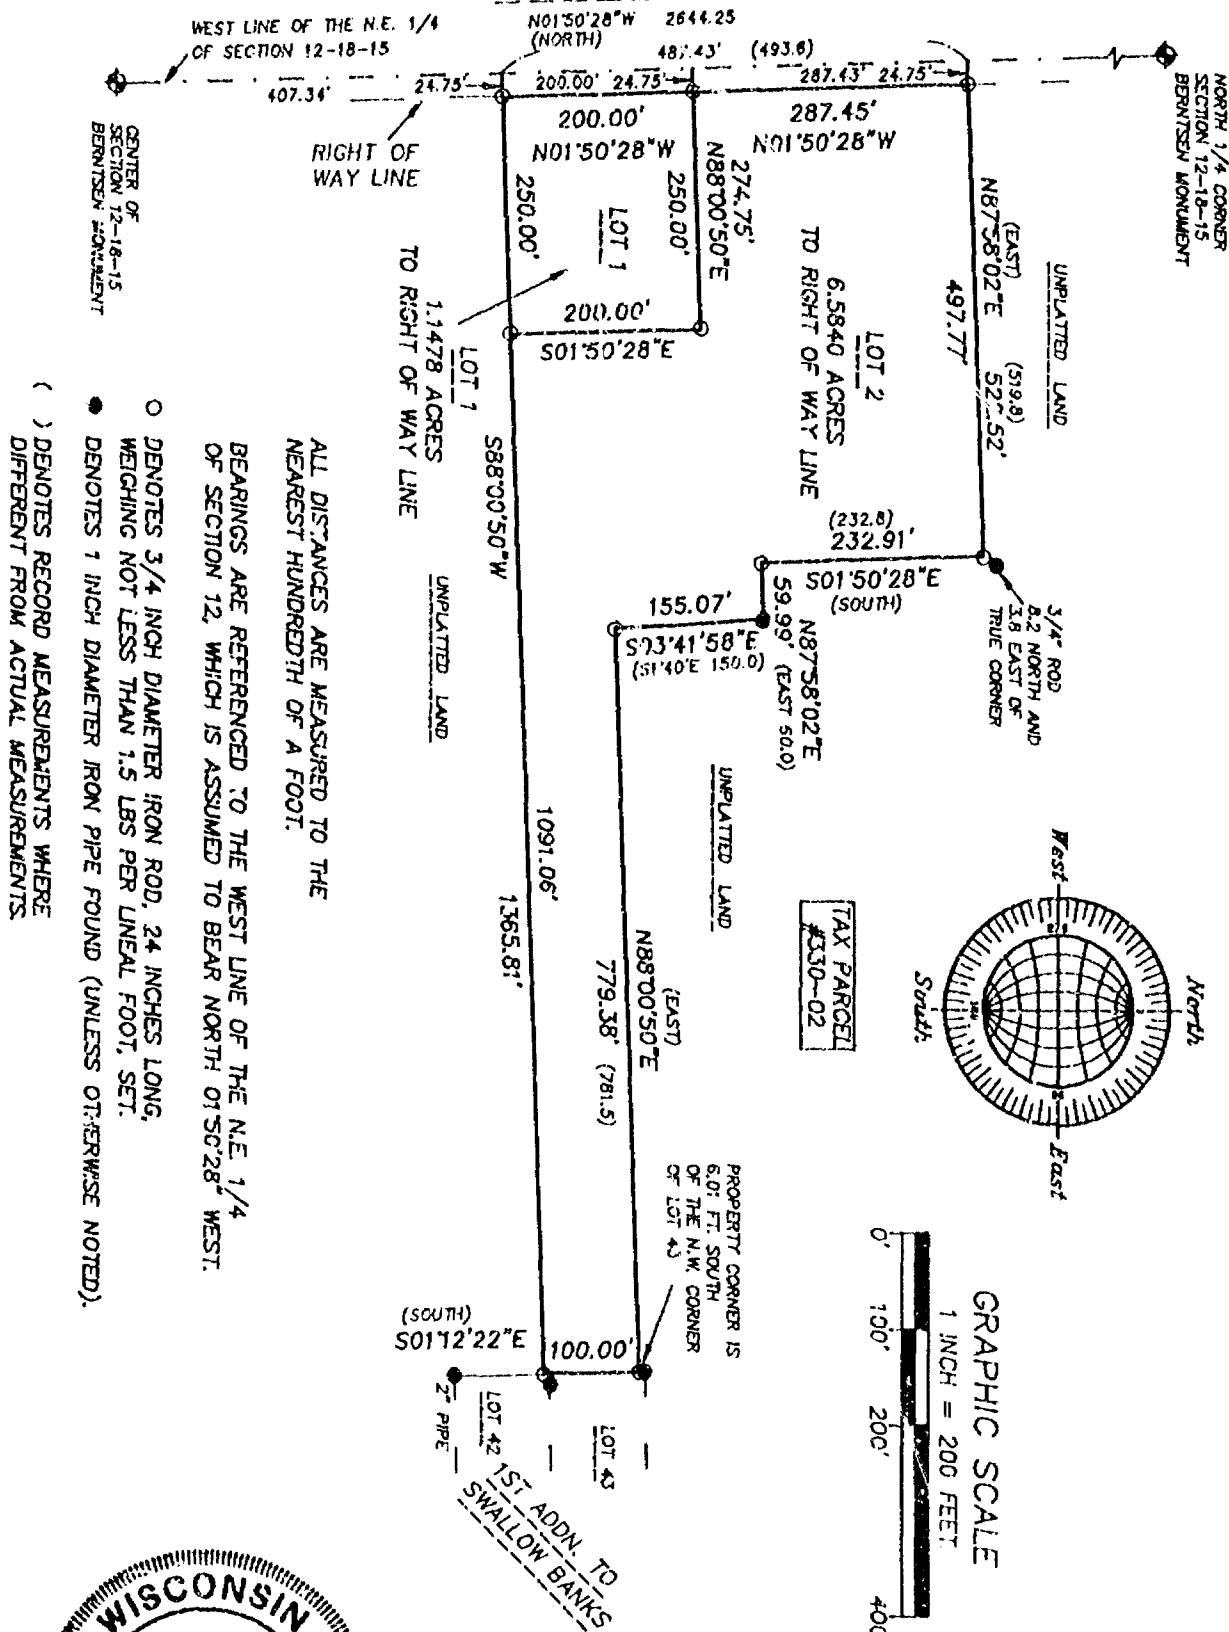 WEST LINE OF THE N.E. 1/4
OF SECTION 12-18-15
N01°50'28"W 2644.25
(NORTH)
487.43' (493.6)
407.34'
24.75'
200.00' 24.75'
287.43' 24.75'
NORTH 1/4 CORNER
SECTION 12-18-15
BERNTSEN MONUMENT
CENTER OF
SECTION 12-18-15
BERNTSEN MONUMENT
RIGHT OF
WAY LINE
200.00'
N01°50'28"W
287.45'
N01°50'28"W
250.00'
LOT 1
250.00'
N88°00'50"E
274.75'
200.00'
S01°50'28"E
LOT 1
1.1478 ACRES
TO RIGHT OF WAY LINE
LOT 2
6.5840 ACRES
TO RIGHT OF WAY LINE
(EAST)
N87°58'02"E
497.77'
(519.8)
UNPLATTED LAND
(232.8)
232.91'
S01°50'28"E
(SOUTH)
3/4" ROD
8.2 NORTH AND
3.8 EAST OF
TRUE CORNER
N87°58'02"E
59.99' (EAST 50.0)
155.07'
S03°41'58"E
(S1°40'E 150.0)
UNPLATTED LAND
S88°00'50"W
UNPLATTED LAND
1091.06'
1365.81'
(EAST)
N88°00'50"E
779.38' (781.5)
TAX PARCEL
#330-02
North
West
East
South
GRAPHIC SCALE
1 INCH = 200 FEET
0' 100' 200'
PROPERTY CORNER IS
6.01 FT. SOUTH
OF THE N.W. CORNER
OF LOT 43
(SOUTH)
S01°12'22"E
100.00'
2" PIPE
LOT 42
LOT 43
1ST ADDN. TO
SWALLOW BANKS
ALL DISTANCES ARE MEASURED TO THE
NEAREST HUNDREDTH OF A FOOT.
BEARINGS ARE REFERENCED TO THE WEST LINE OF THE N.E. 1/4
OF SECTION 12, WHICH IS ASSUMED TO BEAR NORTH 01°50'28" WEST.
○ DENOTES 3/4 INCH DIAMETER IRON ROD, 24 INCHES LONG,
WEIGHING NOT LESS THAN 1.5 LBS PER LINEAL FOOT, SET.
● DENOTES 1 INCH DIAMETER IRON PIPE FOUND (UNLESS OTHERWISE NOTED).
( ) DENOTES RECORD MEASUREMENTS WHERE
DIFFERENT FROM ACTUAL MEASUREMENTS.
WISCONSIN